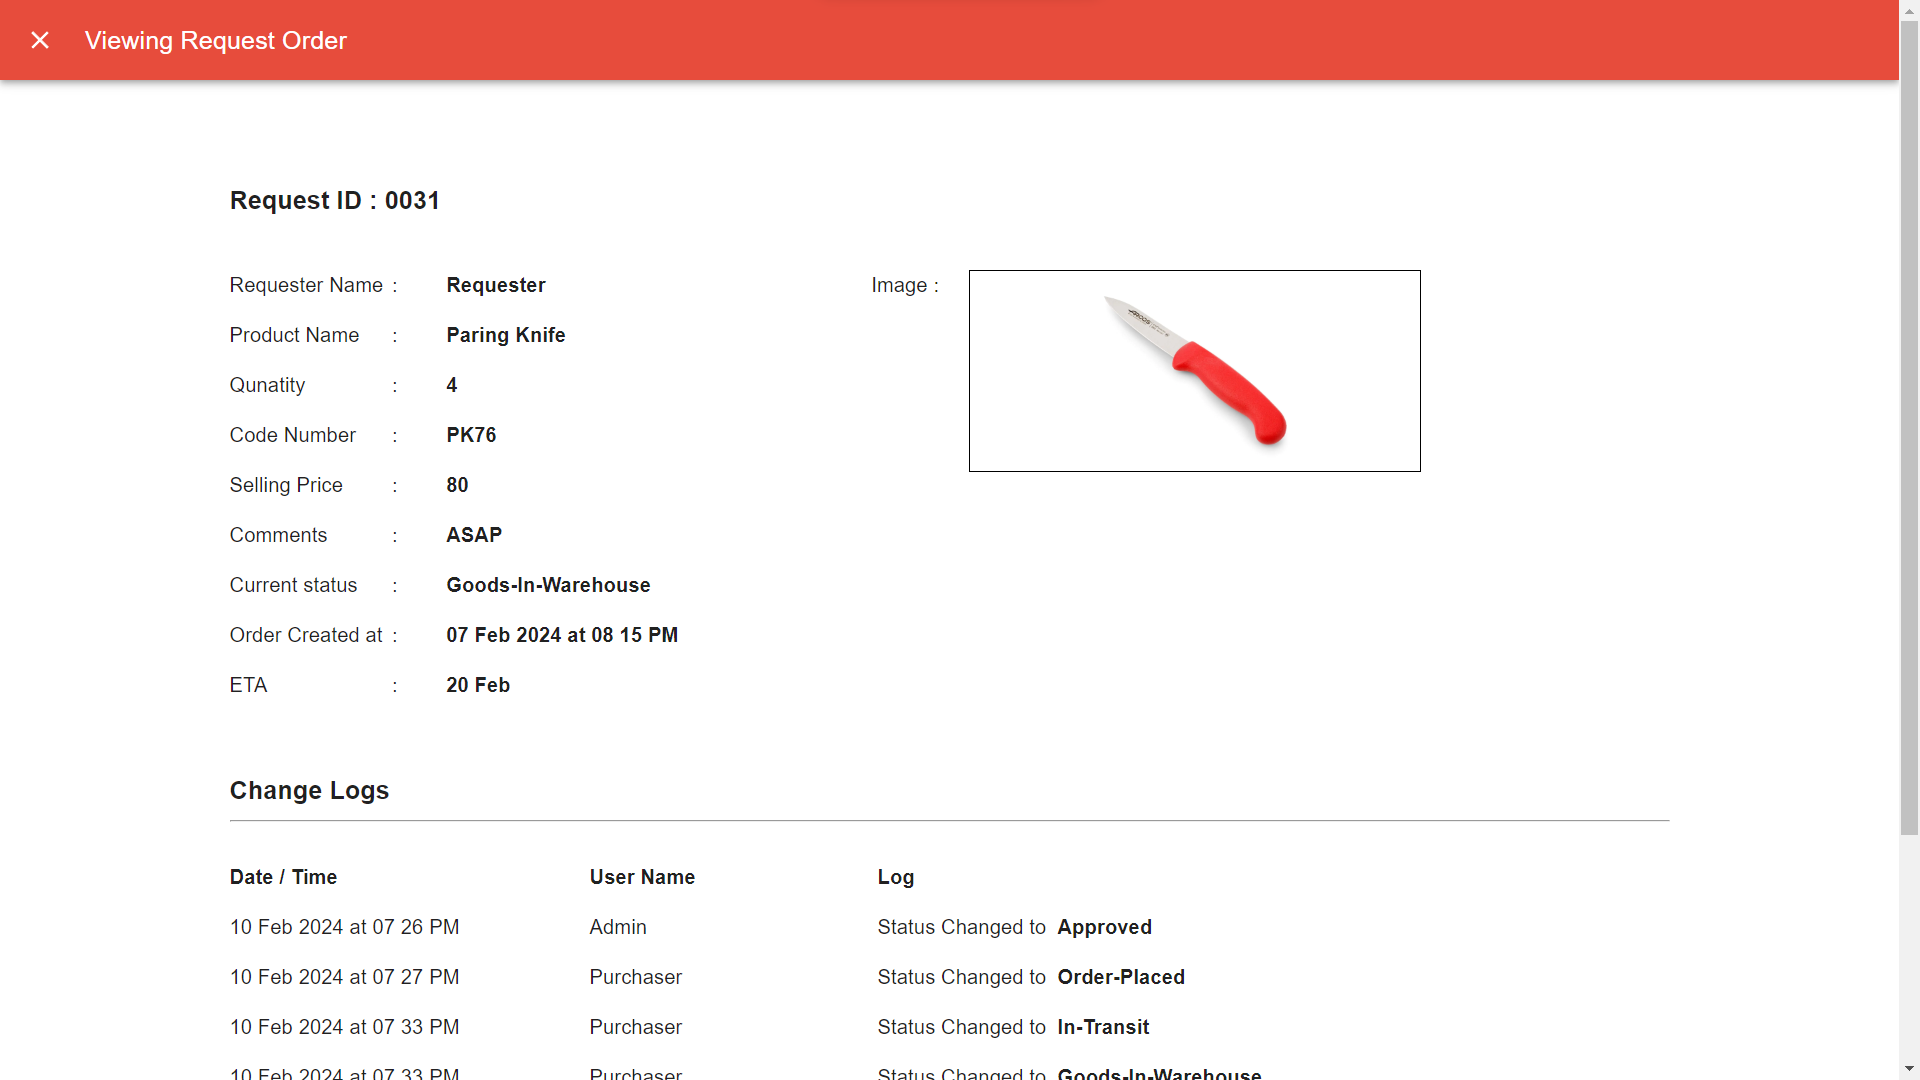 Viewing Request Order
Request ID : 0031
Requester Name : Requester
Image :
Product Name : Paring Knife
Qunatity : 4
Code Number : PK76
Selling Price : 80
Comments : ASAP
Current status : Goods-In-Warehouse
Order Created at : 07 Feb 2024 at 08 15 PM
ETA : 20 Feb
Change Logs
Date / Time User Name Log
10 Feb 2024 at 07 26 PM Admin Status Changed to Approved
10 Feb 2024 at 07 27 PM Purchaser Status Changed to Order-Placed
10 Feb 2024 at 07 33 PM Purchaser Status Changed to In-Transit
10 Feb 2024 at 07 33 PM Purchaser Status Changed to Goods-In-Warehouse